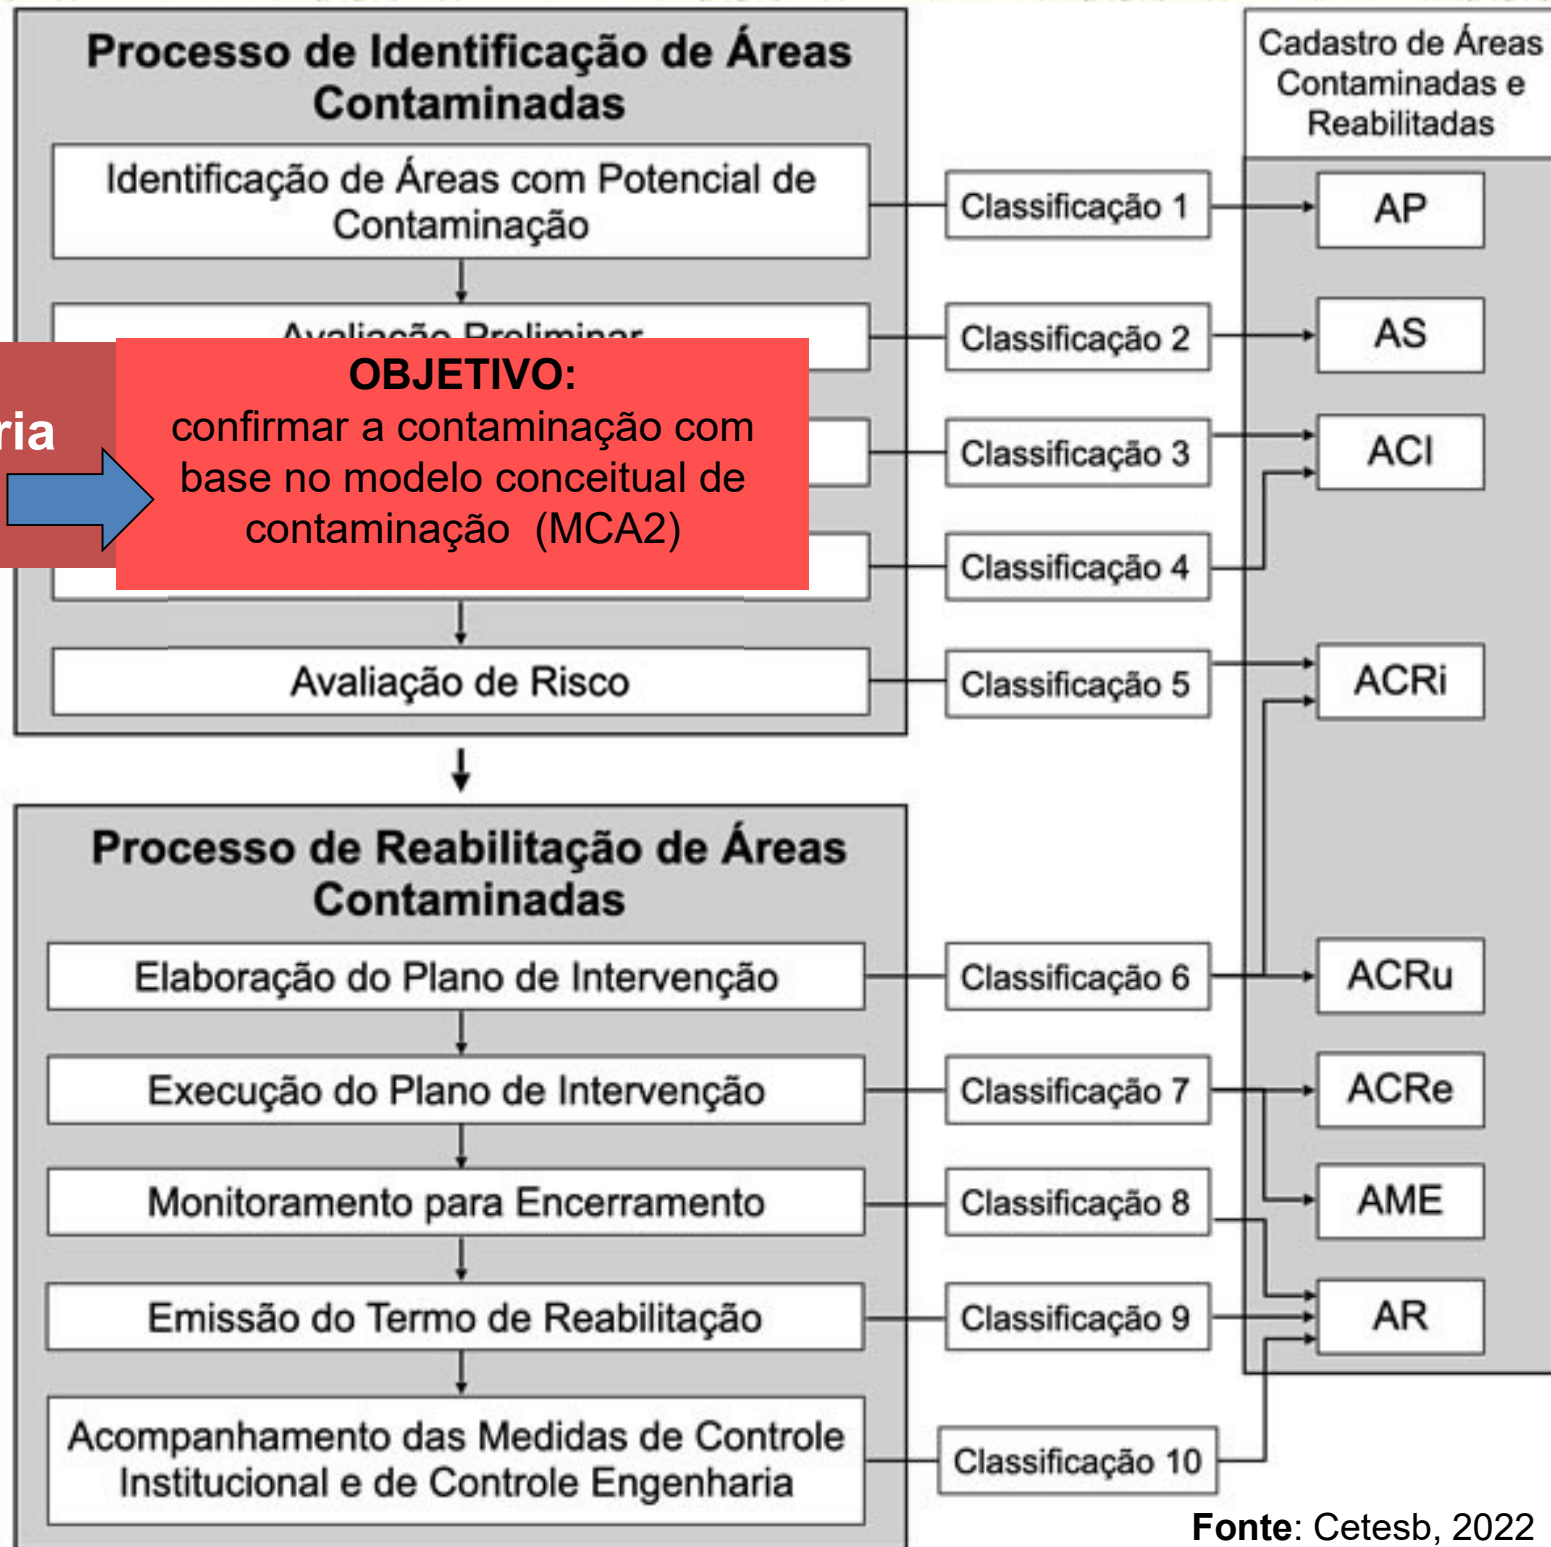 Processo de Identificação de Áreas
Contaminadas
Cadastro de Áreas
Contaminadas e
Reabilitadas
Identificação de Áreas com Potencial de
Contaminação
Classificação 1
AP
Avaliação Preliminar
Classificação 2
AS
ria
OBJETIVO:
confirmar a contaminação com
base no modelo conceitual de
contaminação (MCA2)
Classificação 3
ACI
Classificação 4
Avaliação de Risco
Classificação 5
ACRi
Processo de Reabilitação de Áreas
Contaminadas
Elaboração do Plano de Intervenção
Classificação 6
ACRu
Execução do Plano de Intervenção
Classificação 7
ACRe
Monitoramento para Encerramento
Classificação 8
AME
Emissão do Termo de Reabilitação
Classificação 9
AR
Acompanhamento das Medidas de Controle
Institucional e de Controle Engenharia
Classificação 10
Fonte: Cetesb, 2022